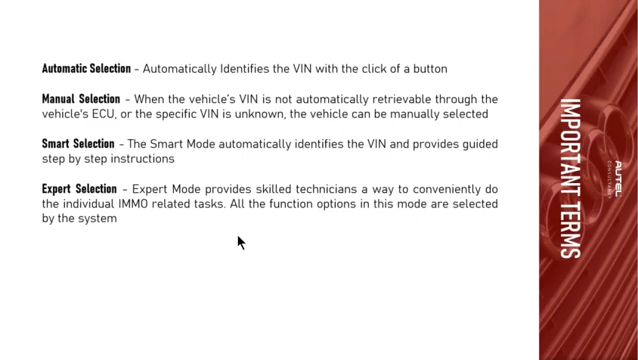 Automatic Selection - Automatically Identifies the VIN with the click of a button
Manual Selection - When the vehicle's VIN is not automatically retrievable through the
vehicle's ECU, or the specific VIN is unknown, the vehicle can be manually selected
Smart Selection - The Smart Mode automatically identifies the VIN and provides guided
step by step instructions
Expert Selection - Expert Mode provides skilled technicians a way to conveniently do
the individual IMMO related tasks. All the function options in this mode are selected
by the system
IMPORTANT TERMS
AUTEL